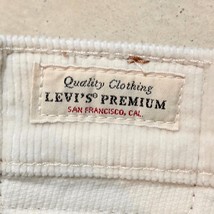 Quality Clothing
LEVI'S® PREMIUM
SAN FRANCISCO, CAL.